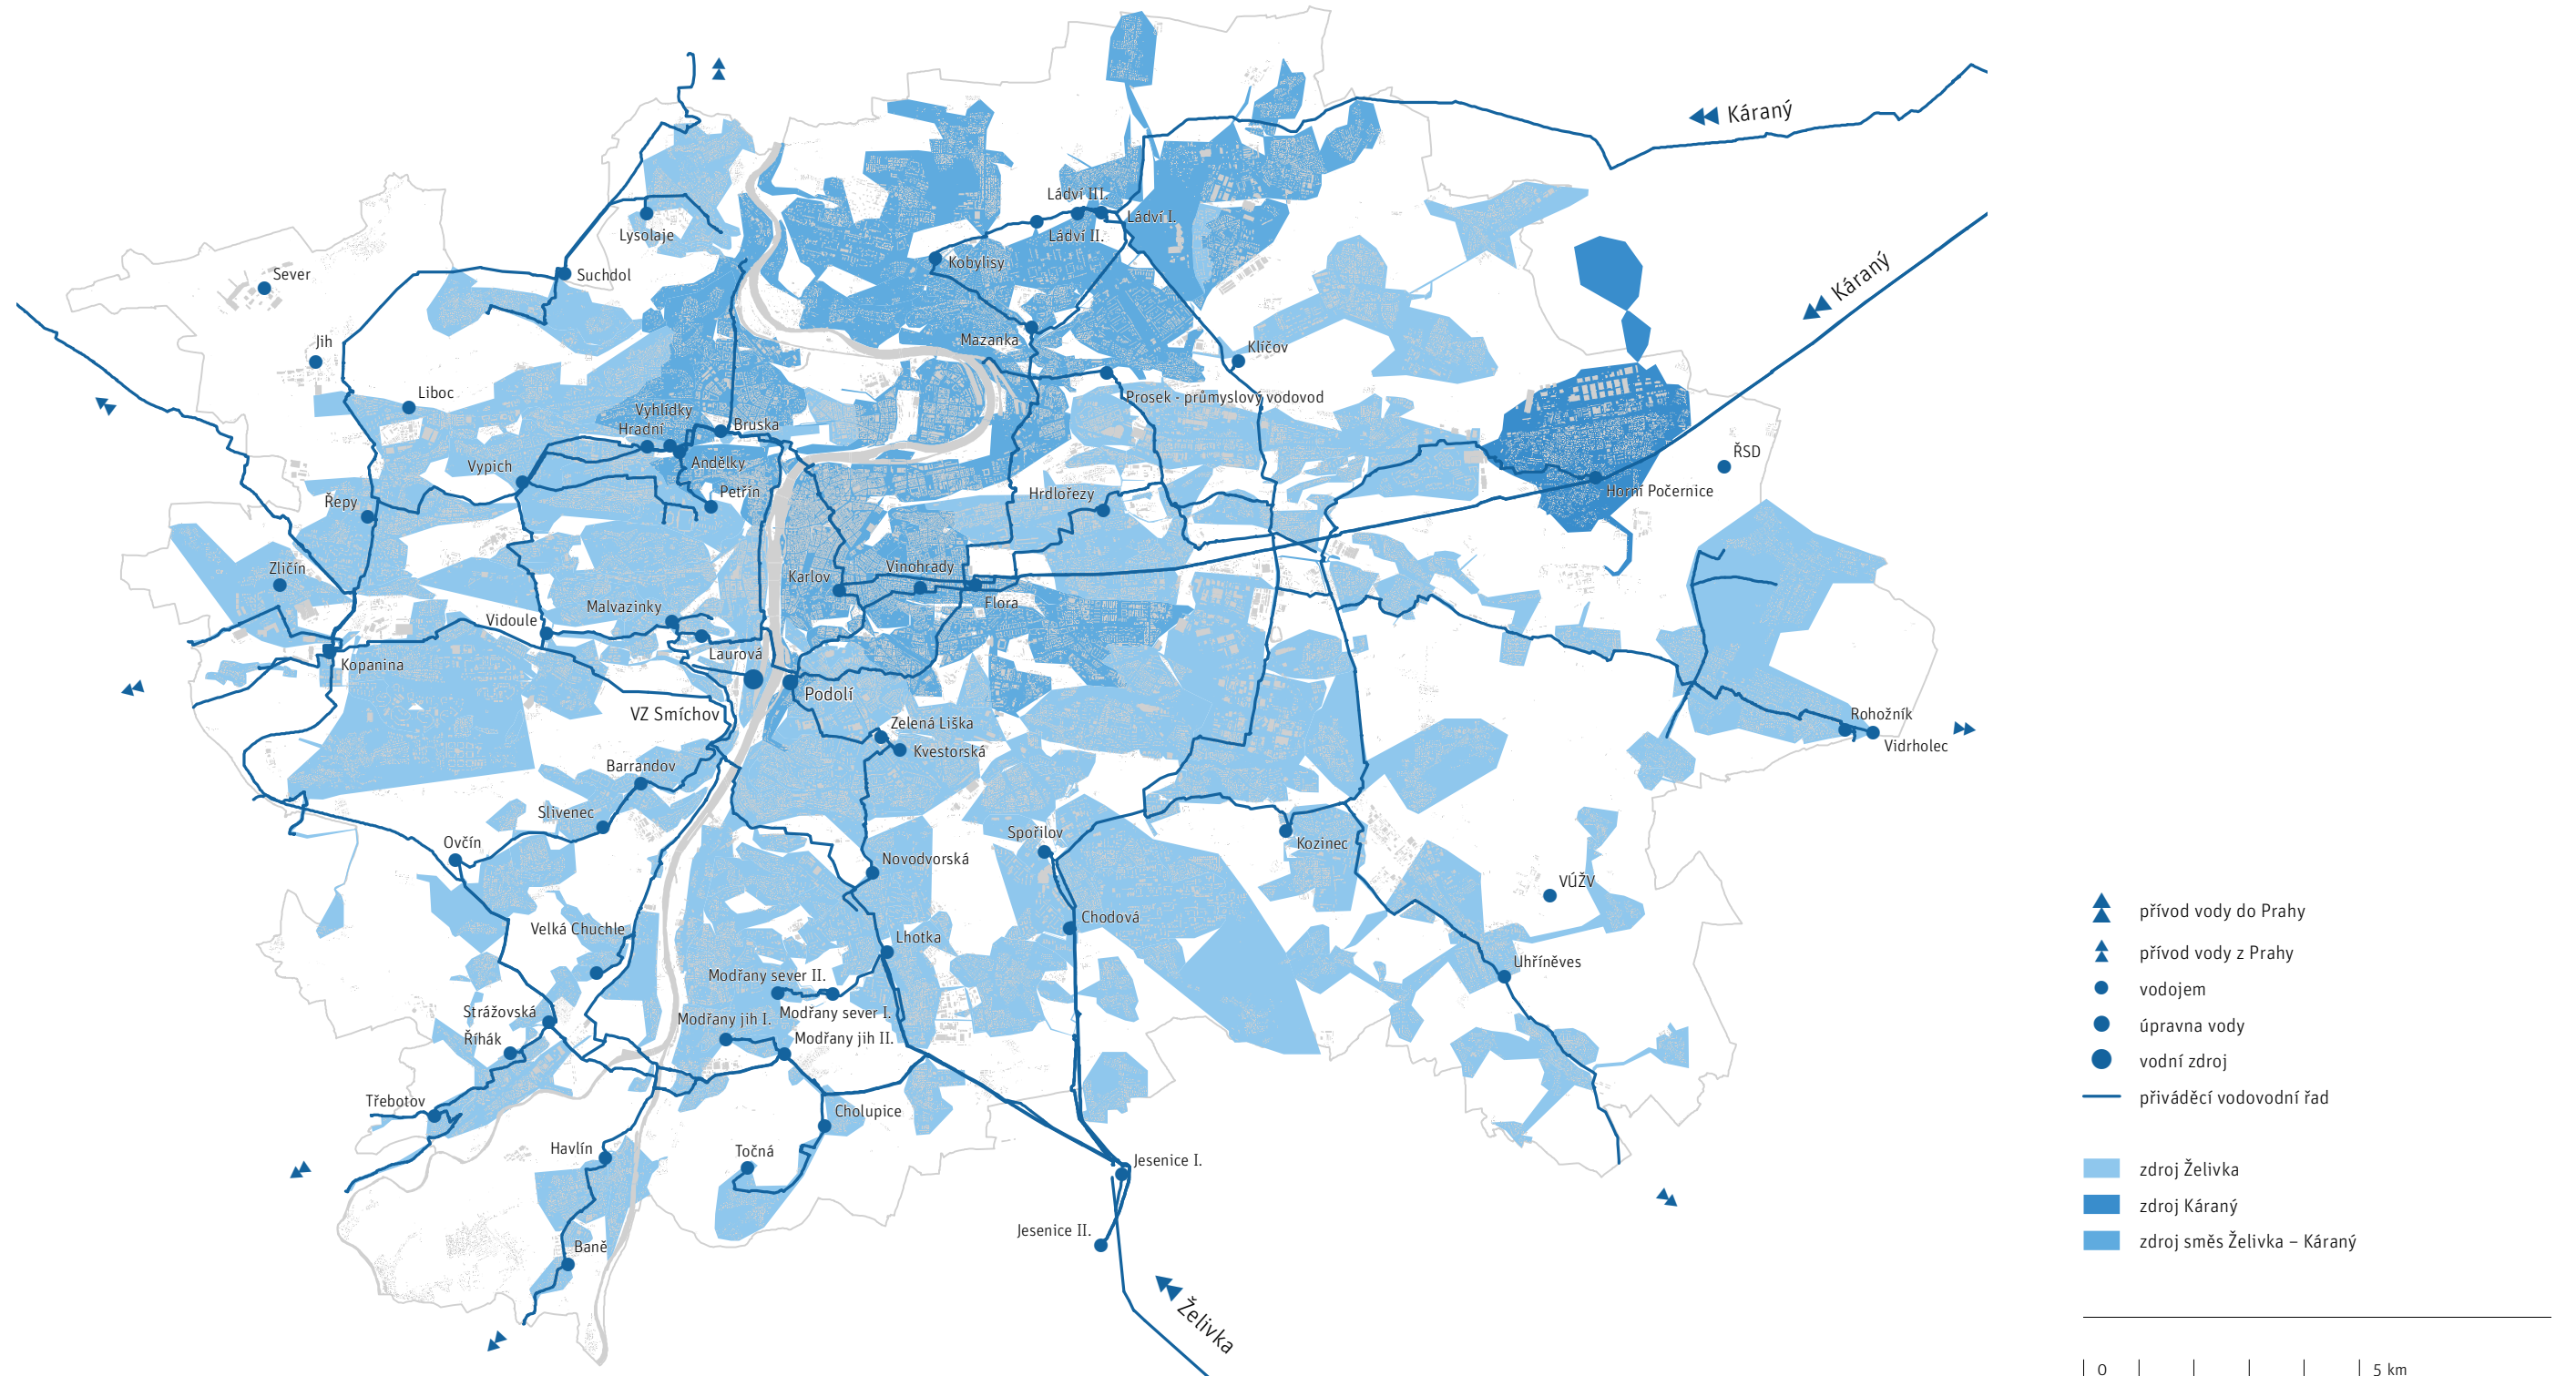 Káraný
Káraný
Ládví III.
Ládví I.
Ládví II.
Lysolaje
Kobylisy
Sever
Suchdol
Jih
Mazanka
Klíčov
Liboc
Prosek - průmyslový vodovod
Vyhlídky
Hradní
Bruska
Vypich
Andělky
ŘSD
Petřín
Hrdlořezy
Horní Počernice
Řepy
Zličín
Karlov
Vinohrady
Flora
Malvazinky
Vidoule
Laurová
Kopanina
Podolí
VZ Smíchov
Zelená Liška
Rohožník
Kvestorská
Vidrholec
Barrandov
Slivenec
Spořilov
Ovčín
Kozinec
Novodvorská
VÚŽV
Chodová
Velká Chuchle
Lhotka
Uhříněves
Modřany sever II.
Strážovská
Modřany sever I.
Modřany jih I.
Říhák
Modřany jih II.
Třebotov
Cholupice
Havlín
Točná
Jesenice I.
Jesenice II.
Baně
Želivka
přívod vody do Prahy
přívod vody z Prahy
vodojem
úpravna vody
vodní zdroj
přiváděcí vodovodní řad
zdroj Želivka
zdroj Káraný
zdroj směs Želivka – Káraný
0 5 km